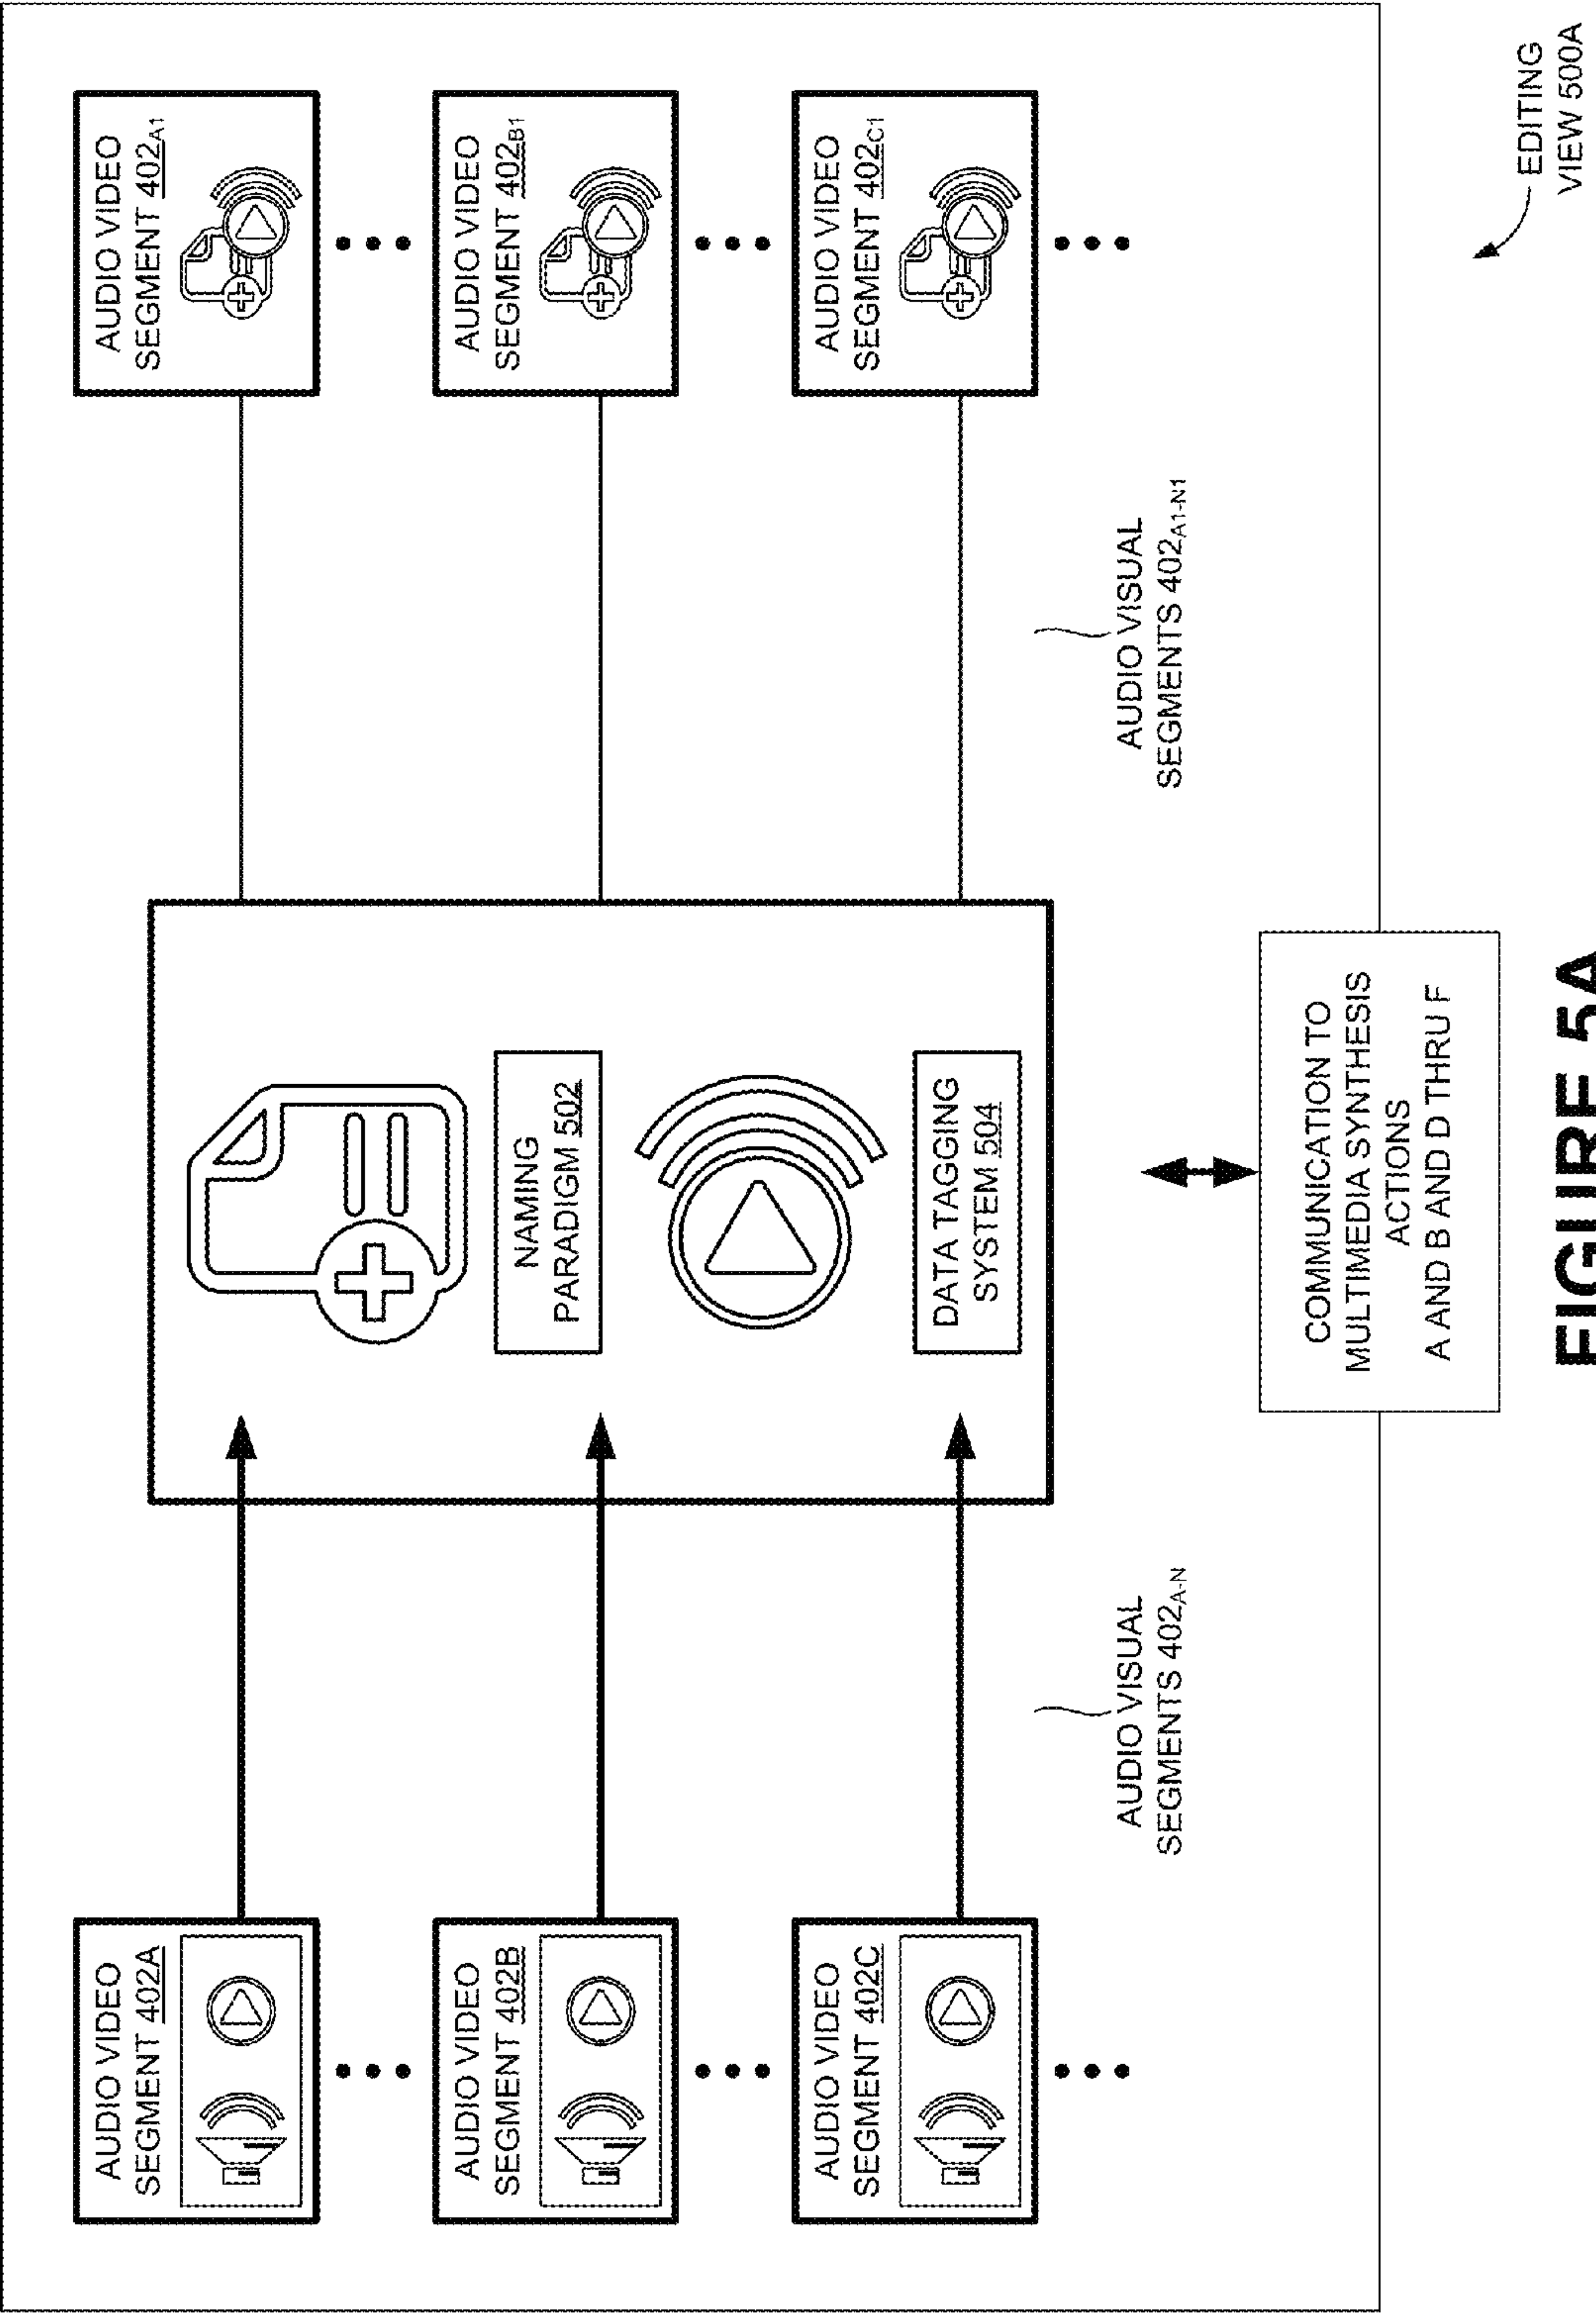 AUDIO VIDEO
SEGMENT 402A
AUDIO VIDEO
SEGMENT 402B
AUDIO VIDEO
SEGMENT 402C
AUDIO VISUAL
SEGMENTS 402A-N
NAMING
PARADIGM 502
DATA TAGGING
SYSTEM 504
AUDIO VIDEO
SEGMENT 402A1
AUDIO VIDEO
SEGMENT 402B1
AUDIO VIDEO
SEGMENT 402C1
AUDIO VISUAL
SEGMENTS 402A1-N1
COMMUNICATION TO
MULTIMEDIA SYNTHESIS
ACTIONS
A AND B AND D THRU F
EDITING
VIEW 500A
FIGURE 5A